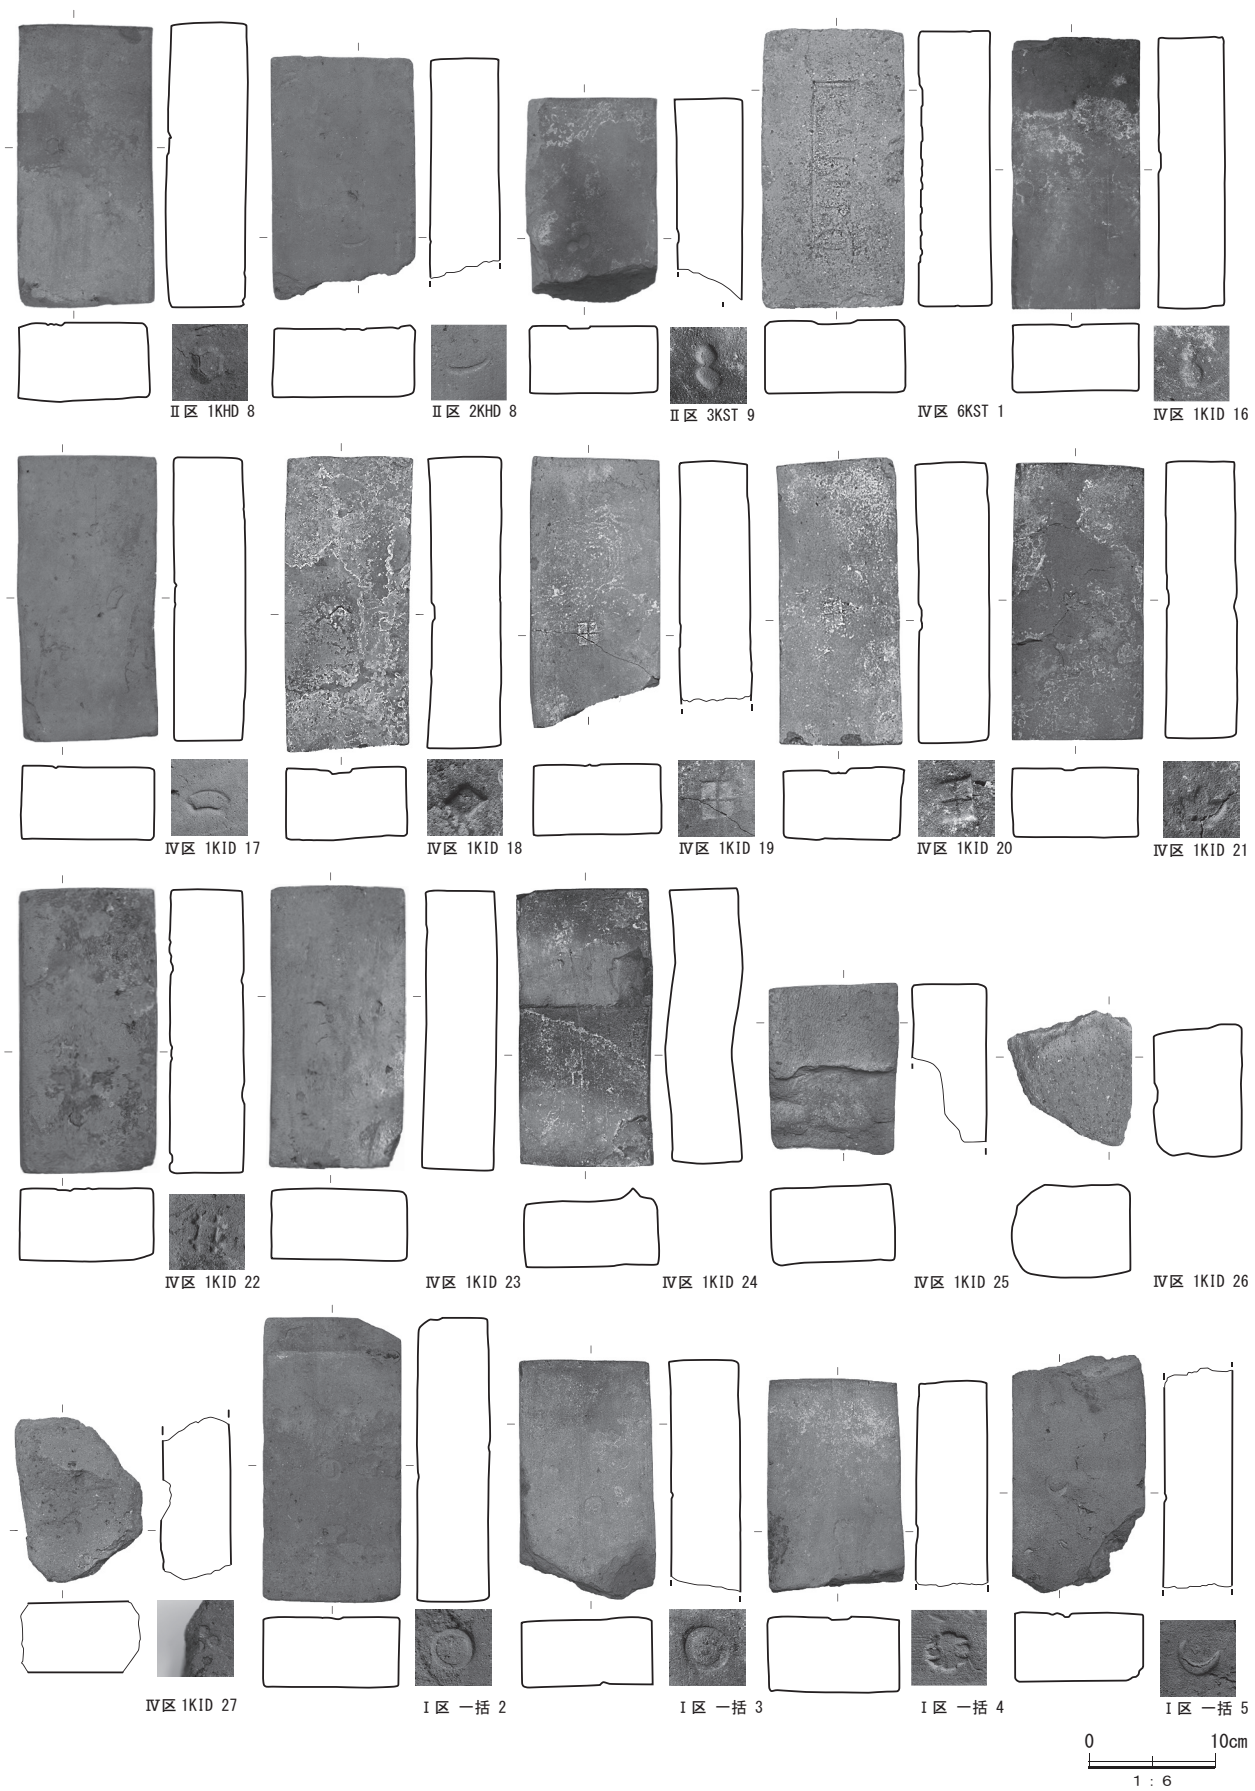 Ⅱ区 1KHD 8
Ⅱ区 2KHD 8
Ⅱ区 3KST 9
Ⅳ区 6KST 1
Ⅳ区 1KID 16
Ⅳ区 1KID 17
Ⅳ区 1KID 18
Ⅳ区 1KID 19
Ⅳ区 1KID 20
Ⅳ区 1KID 21
Ⅳ区 1KID 22
Ⅳ区 1KID 23
Ⅳ区 1KID 24
Ⅳ区 1KID 25
Ⅳ区 1KID 26
Ⅳ区 1KID 27
Ⅰ区 一括 2
Ⅰ区 一括 3
Ⅰ区 一括 4
Ⅰ区 一括 5
0 10cm
1 : 6